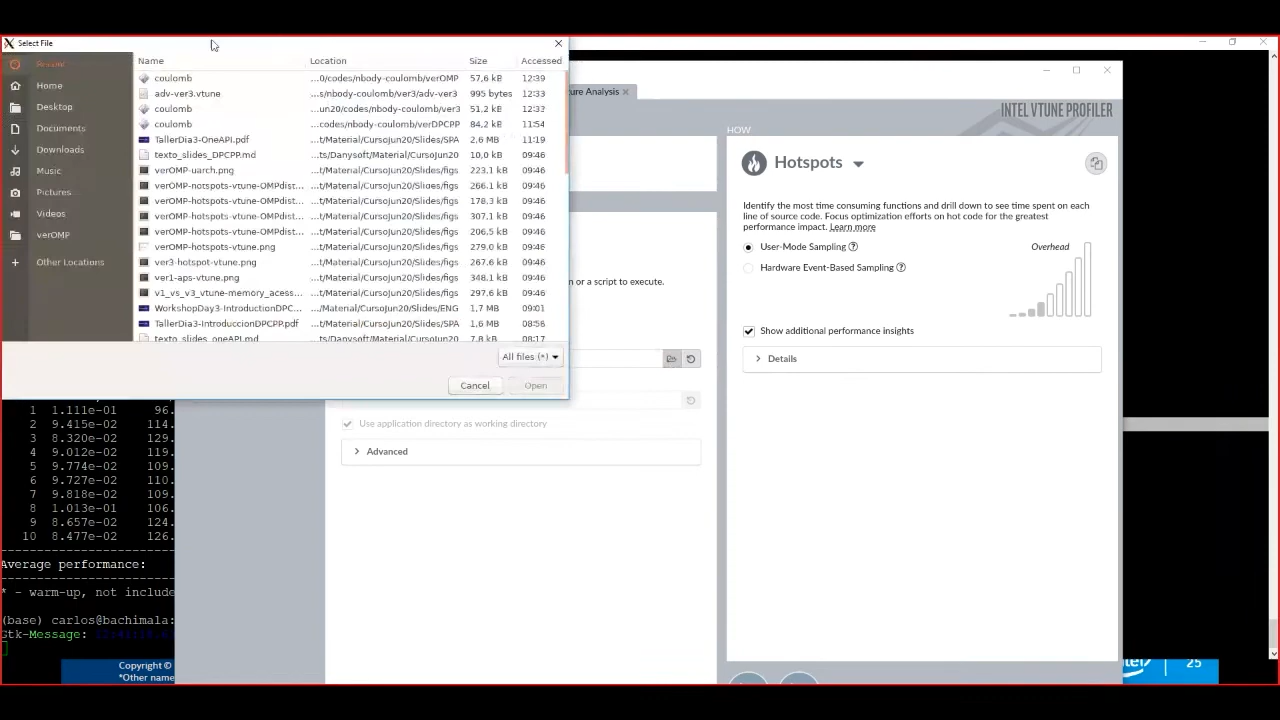 Select File
Name Location Size Accessed
Home
Desktop
Documents
Downloads
Music
Pictures
Videos
verOMP
Other Locations
coulomb ...0/codes/nbody-coulomb/verOMP 57,6 kB 12:39
adv-ver3.vtune ...s/nbody-coulomb/ver3/adv-ver3 995 bytes 12:33
coulomb ...un20/codes/nbody-coulomb/ver3 51,2 kB 12:33
coulomb ...codes/nbody-coulomb/verDPCPP 84,2 kB 11:54
TallerDia3-OneAPI.pdf ...t/Material/CursoJun20/Slides/SPA 2,6 MB 11:19
texto_slides_DPCPP.md ...ts/Danysoft/Material/CursoJun20 10,0 kB 09:46
verOMP-uarch.png ...t/Material/CursoJun20/Slides/figs 223,1 kB 09:46
verOMP-hotspots-vtune-OMPdist... ...t/Material/CursoJun20/Slides/figs 266,1 kB 09:46
verOMP-hotspots-vtune-OMPdist... ...t/Material/CursoJun20/Slides/figs 178,3 kB 09:46
verOMP-hotspots-vtune-OMPdist... ...t/Material/CursoJun20/Slides/figs 307,1 kB 09:46
verOMP-hotspots-vtune-OMPdist... ...t/Material/CursoJun20/Slides/figs 206,5 kB 09:46
verOMP-hotspots-vtune.png ...t/Material/CursoJun20/Slides/figs 279,0 kB 09:46
ver3-hotspot-vtune.png ...t/Material/CursoJun20/Slides/figs 267,6 kB 09:46
ver1-aps-vtune.png ...t/Material/CursoJun20/Slides/figs 348,1 kB 09:46
v1_vs_v3_vtune-memory_acess... ...t/Material/CursoJun20/Slides/figs 297,6 kB 09:46
WorkshopDay3-IntroductionDPC... .../Material/CursoJun20/Slides/ENG 1,7 MB 09:01
TallerDia3-IntroduccionDPCPP.pdf ...t/Material/CursoJun20/Slides/SPA 1,6 MB 08:56
texto_slides_oneAPI.md ...ts/Danysoft/Material/CursoJun20 7,8 kB 08:17
All files (*)
Cancel Open
ure Analysis
INTEL VTUNE PROFILER
HOW
Hotspots
Identify the most time consuming functions and drill down to see time spent on each
line of source code. Focus optimization efforts on hot code for the greatest
performance impact. Learn more
User-Mode Sampling
Overhead
Hardware Event-Based Sampling
n or a script to execute.
Show additional performance insights
Details
Use application directory as working directory
Advanced
1 1.111e-01 96.
2 9.415e-02 114.
3 8.320e-02 129.
4 9.012e-02 119.
5 9.774e-02 109.
6 9.727e-02 110.
7 9.818e-02 109.
8 1.013e-01 106.
9 8.657e-02 124.
10 8.477e-02 126.
Average performance:
* - warm-up, not include
(base) carlos@bachimala:
Gtk-Message:
Copyright ©
*Other name
25